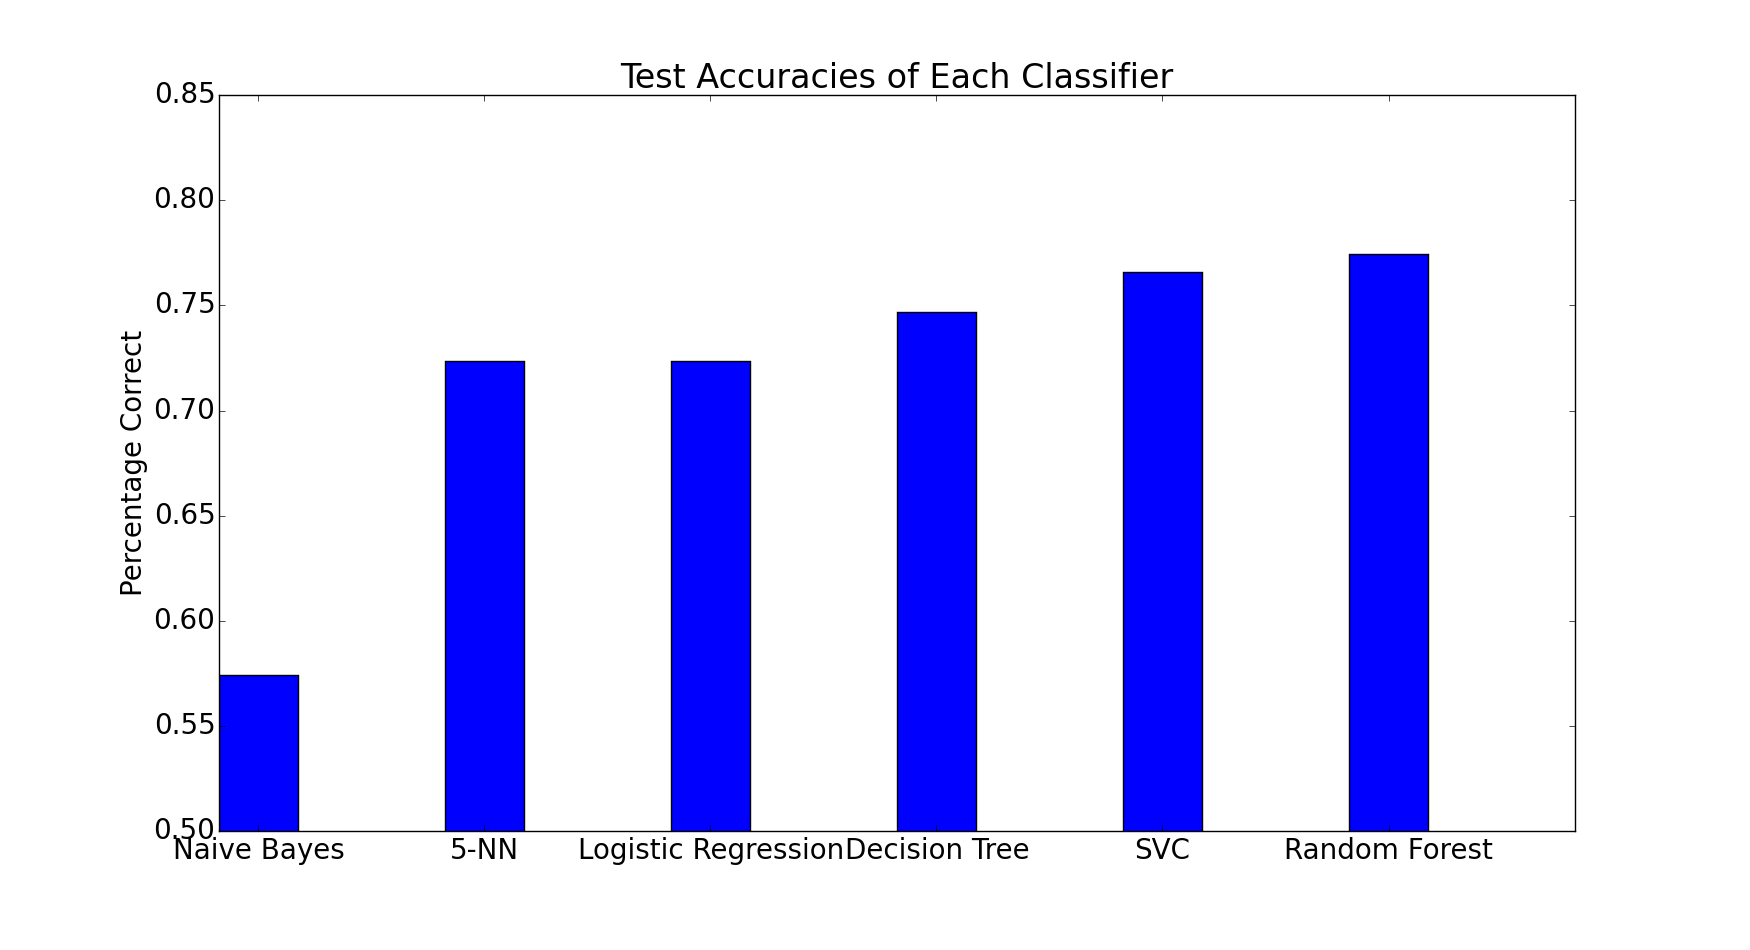 Test Accuracies of Each Classifier
0.85
0.80
0.75
0.70
0.65
0.60
0.55
0.50
Percentage Correct
Naive Bayes
5-NN
Logistic Regression
Decision Tree
SVC
Random Forest